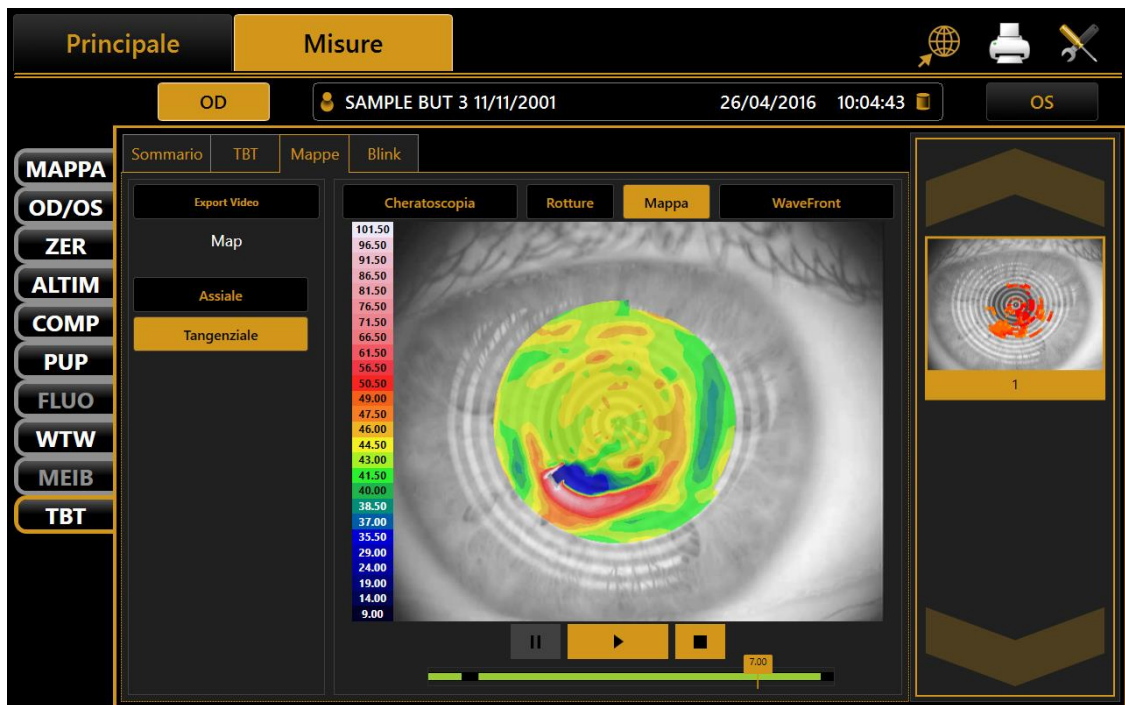 Principale Misure
OD SAMPLE BUT 3 11/11/2001 26/04/2016 10:04:43 OS
MAPPA
OD/OS
ZER
ALTIM
COMP
PUP
FLUO
WTW
MEIB
TBT
Sommario TBT Mappe Blink
Export Video
Map
Assiale
Tangenziale
Cheratoscopia Rotture Mappa WaveFront
101.50
96.50
91.50
86.50
81.50
76.50
71.50
66.50
61.50
56.50
50.50
49.00
47.50
46.00
44.50
43.00
41.50
40.00
38.50
37.00
35.50
29.00
24.00
19.00
14.00
9.00
7.00
1